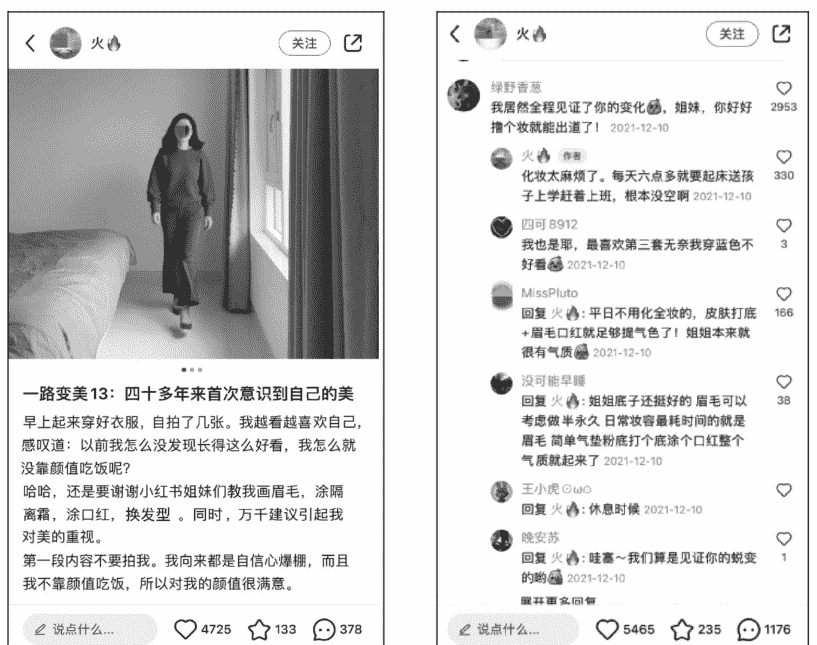 火🔥
关注
一路变美13：四十多年来首次意识到自己的美
早上起来穿好衣服，自拍了几张。我越看越喜欢自己，
感叹道：以前我怎么没发现长得这么好看，我怎么就
没靠颜值吃饭呢?
哈哈，还是要谢谢小红书姐妹们教我画眉毛，涂隔
离霜，涂口红，换发型 。同时，万千建议引起我
对美的重视。
第一段内容不要拍我。我向来都是自信心爆棚，而且
我不靠颜值吃饭，所以对我的颜值很满意。
说点什么...
4725
133
378
火🔥
关注
绿野香葱
我居然全程见证了你的变化，姐妹，你好好
撸个妆就能出道了！ 2021-12-10
2953
火🔥 作者
化妆太麻烦了。每天六点多就要起床送孩
子上学赶着上班，根本没空啊 2021-12-10
330
四可8912
我也是耶，最喜欢第三套无奈我穿蓝色不
好看 2021-12-10
3
MissPluto
回复 火🔥: 平日不用化全妆的，皮肤打底
+眉毛口红就足够提气色了！姐姐本来就
很有气质 2021-12-10
166
没可能早睡
回复 火🔥: 姐姐底子还挺好的 眉毛可以
考虑做半永久 日常妆容最耗时间的就是
眉毛 简单气垫粉底打个底涂个口红整个
气质就起来了 2021-12-10
38
王小虎⊙ω⊙
回复 火🔥: 休息时候 2021-12-10
晚安苏
回复 火🔥: 哇塞～我们算是见证你的蜕变
的哟 2021-12-10
1
展开更多回复
说点什么...
5465
235
1176